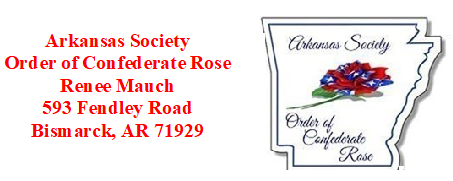 Arkansas Society
Order of Confederate Rose
Renee Mauch
593 Fendley Road
Bismarck, AR 71929
Arkansas Society
Order of
Confederate
Rose